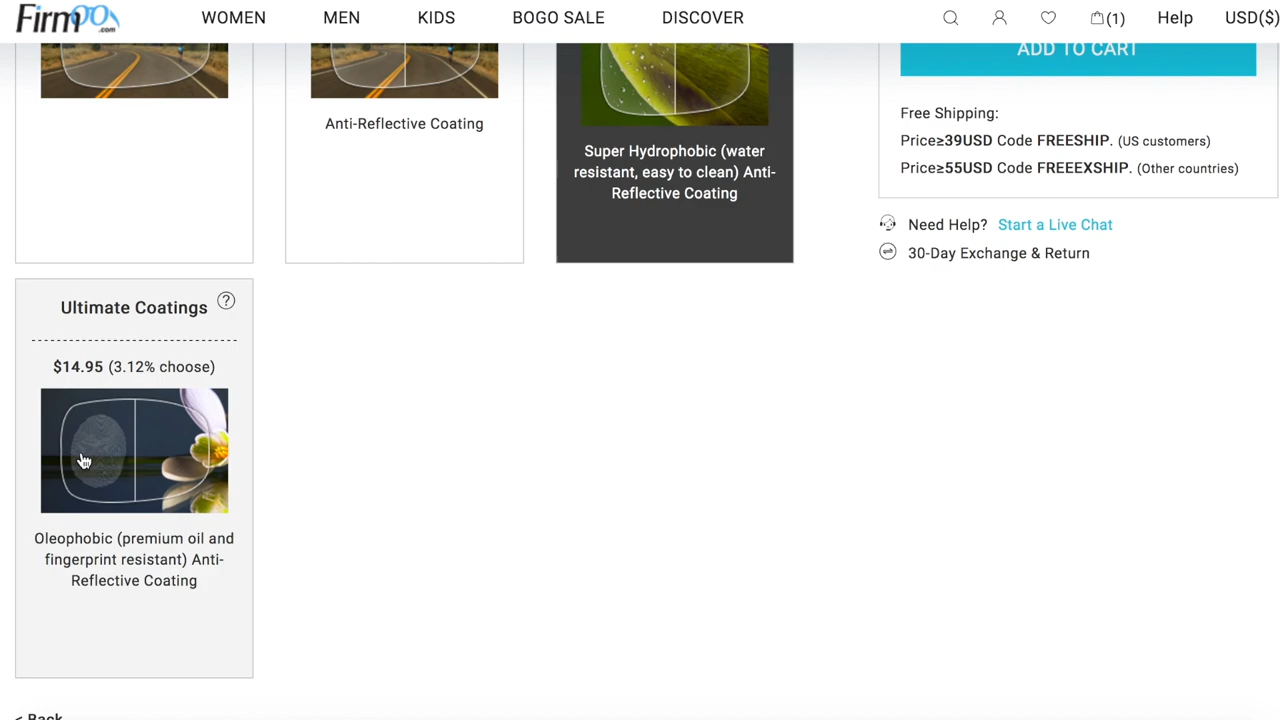 Firmoo.com
WOMEN MEN KIDS BOGO SALE DISCOVER (1) Help USD($)
Anti-Reflective Coating
Super Hydrophobic (water
resistant, easy to clean) Anti-
Reflective Coating
ADD TO CART
Free Shipping:
Price≥39USD Code FREESHIP. (US customers)
Price≥55USD Code FREEEXSHIP. (Other countries)
Need Help? Start a Live Chat
30-Day Exchange & Return
Ultimate Coatings ?
$14.95 (3.12% choose)
Oleophobic (premium oil and
fingerprint resistant) Anti-
Reflective Coating
< Back